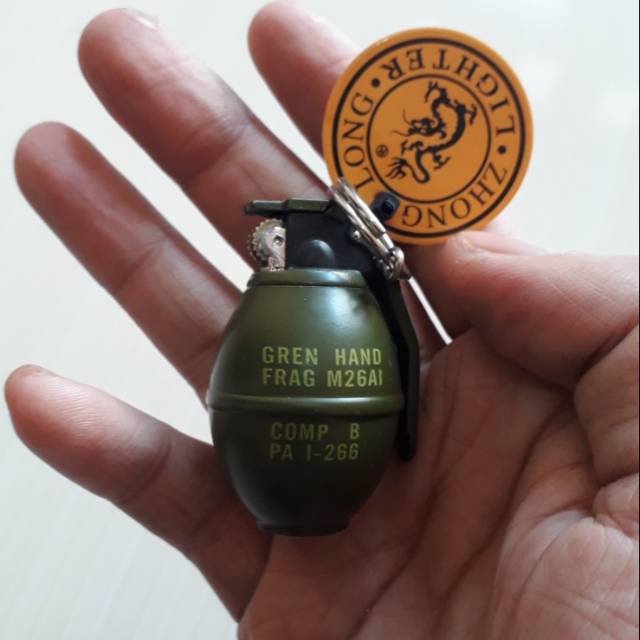 ZHONG LONG LIGHTER
GREN HAND
FRAG M26A1
COMP B
PA I-266